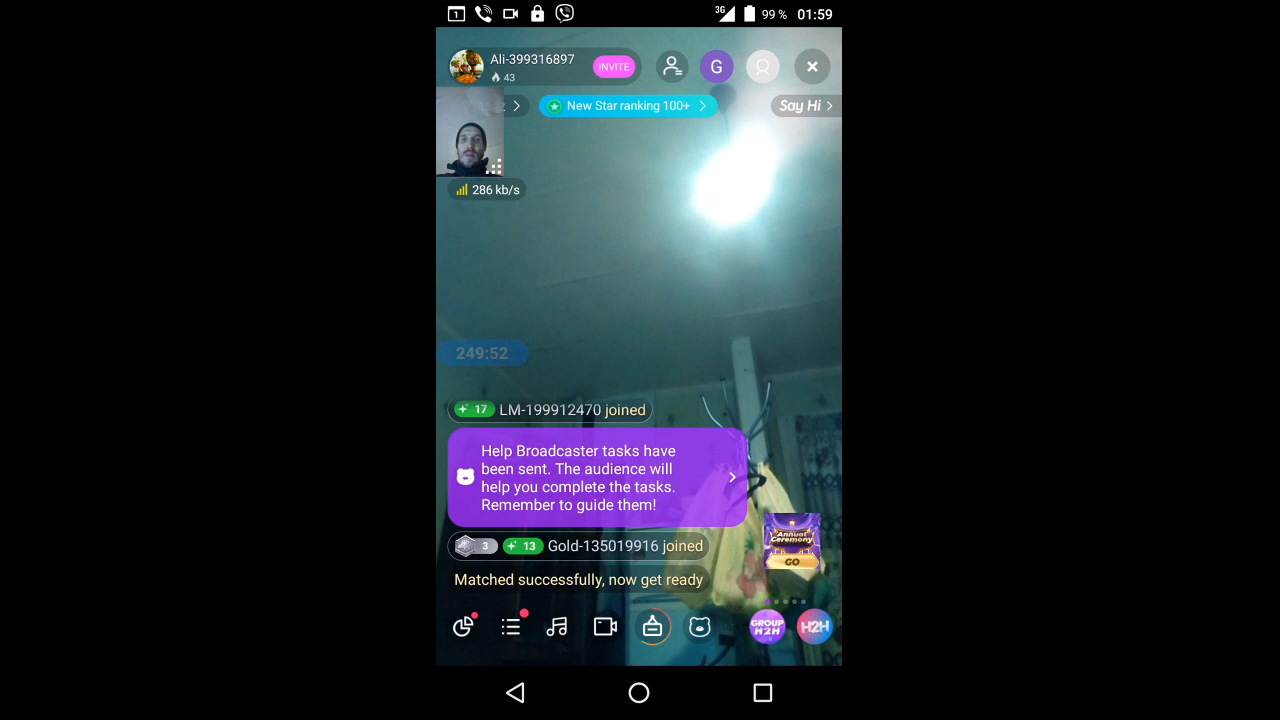 1
3G
99 %
01:59
Ali-399316897
43
INVITE
G
New Star ranking 100+
Say Hi
286 kb/s
249:52
17 LM-199912470 joined
Help Broadcaster tasks have
been sent. The audience will
help you complete the tasks.
Remember to guide them!
3 13 Gold-135019916 joined
Annual
Ceremony
GO
Matched successfully, now get ready
GROUP
H2H
H2H